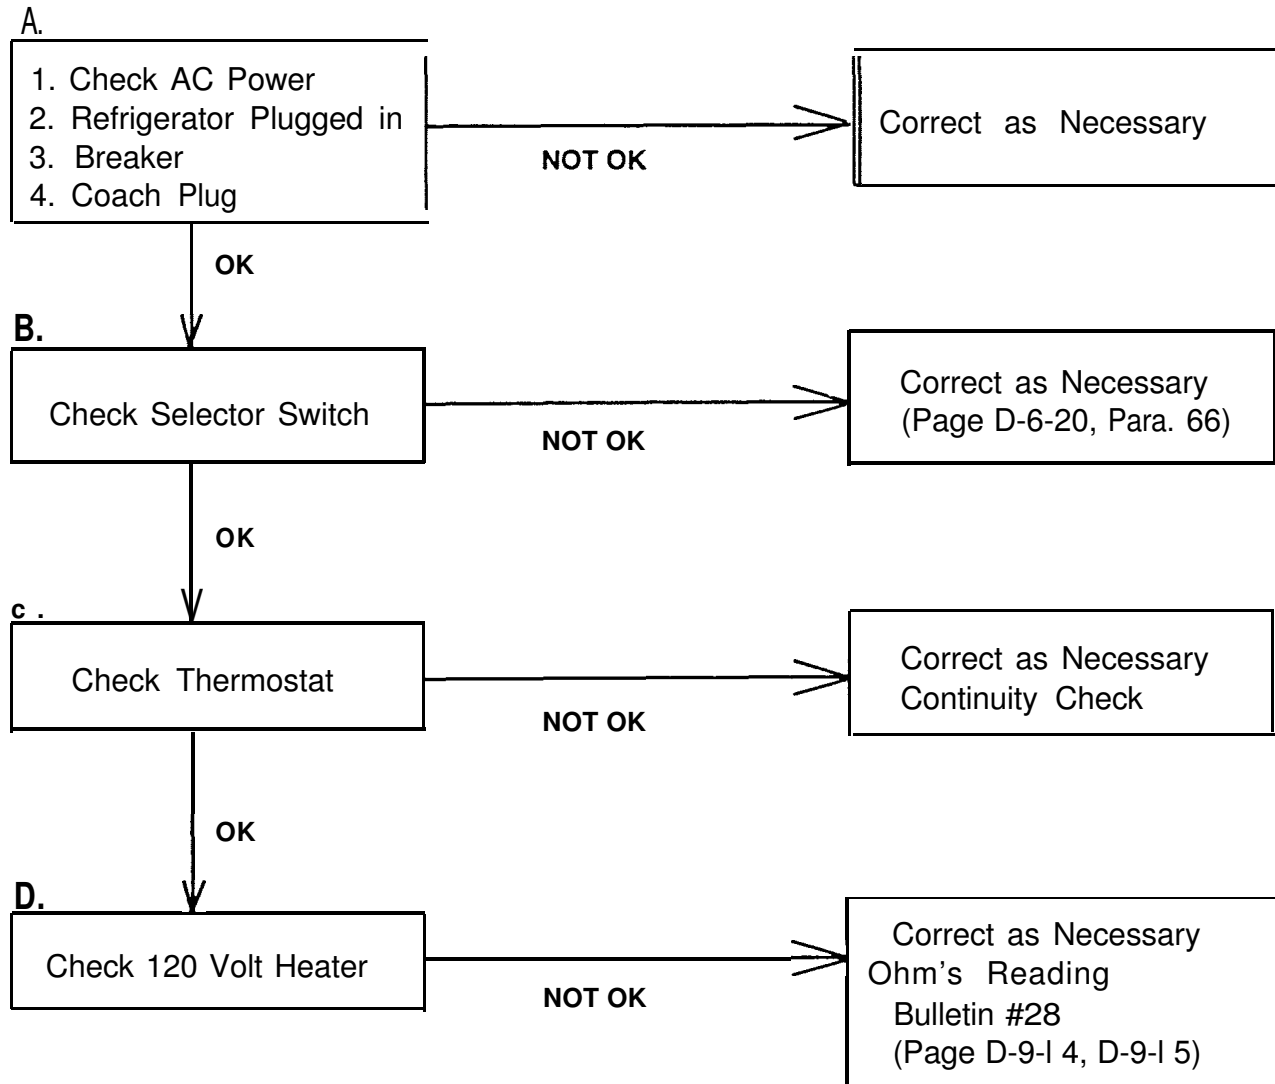 A.
1. Check AC Power
2. Refrigerator Plugged in
3. Breaker
4. Coach Plug
NOT OK
Correct as Necessary
OK
B.
Check Selector Switch
NOT OK
Correct as Necessary
(Page D-6-20, Para. 66)
OK
c .
Check Thermostat
NOT OK
Correct as Necessary
Continuity Check
OK
D.
Check 120 Volt Heater
NOT OK
Correct as Necessary
Ohm's Reading
Bulletin #28
(Page D-9-l 4, D-9-l 5)